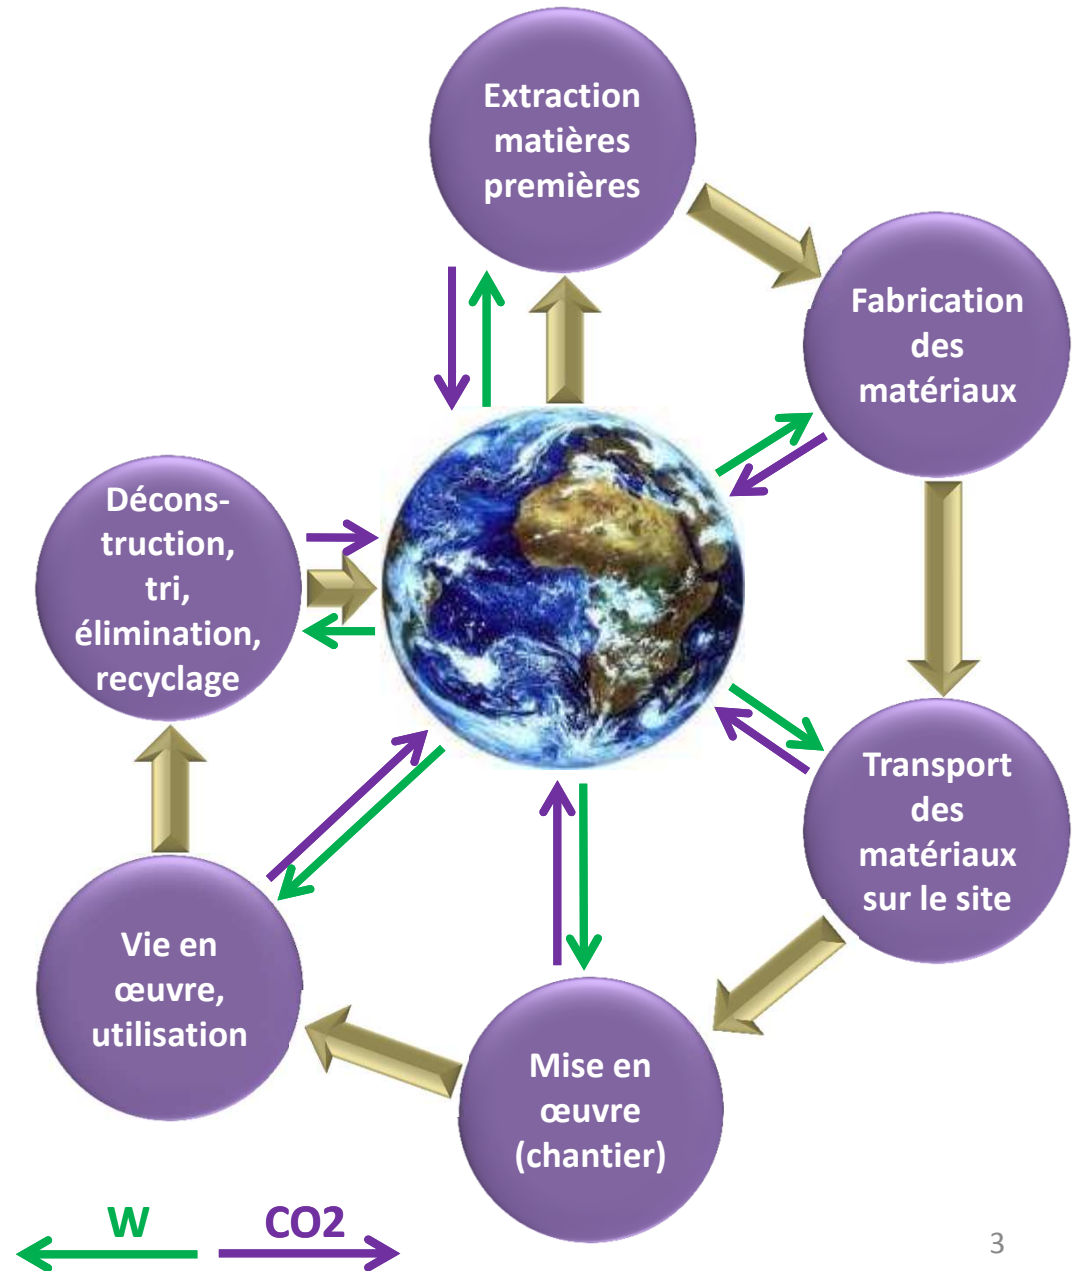 Extraction
matières
premières
Fabrication
des
matériaux
Transport
des
matériaux
sur le site
Mise en
œuvre
(chantier)
Vie en
œuvre,
utilisation
Décons-
truction,
tri,
élimination,
recyclage
W
CO2
3